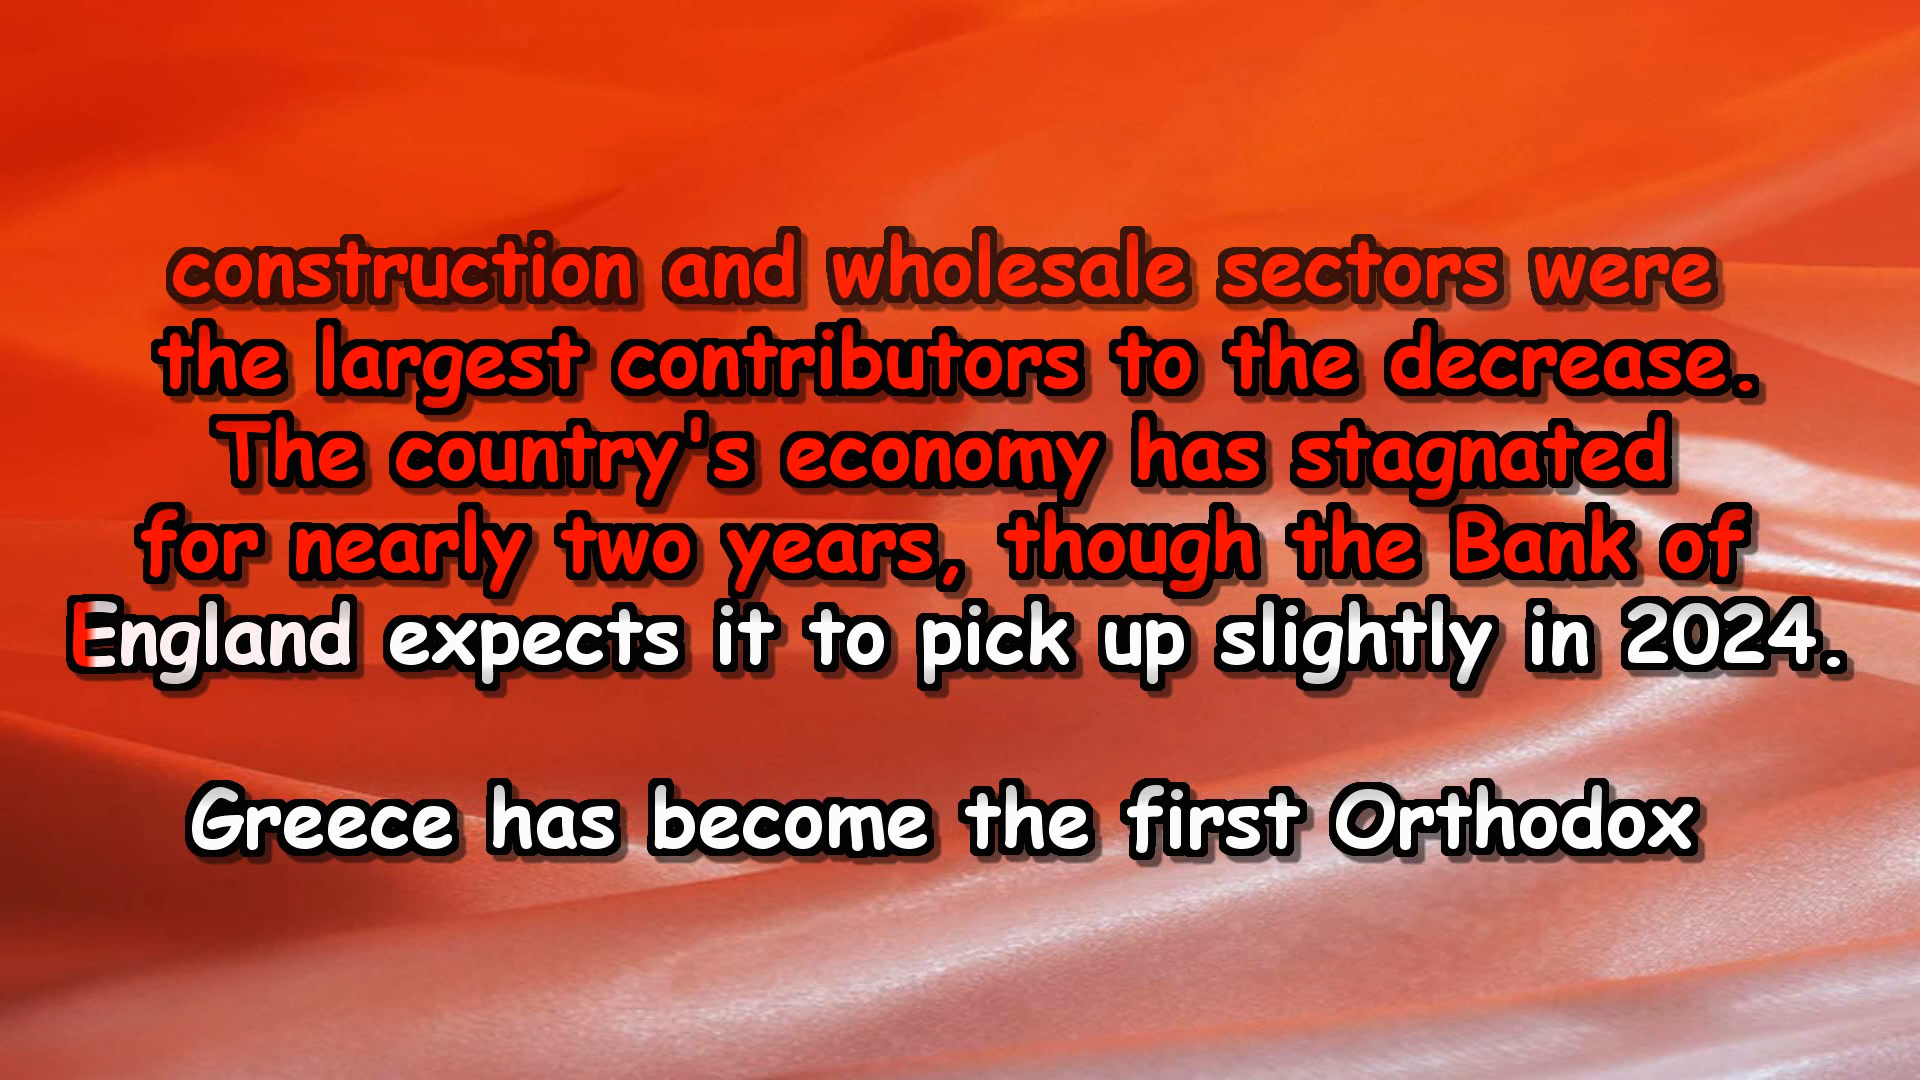 construction and wholesale sectors were
the largest contributors to the decrease.
The country's economy has stagnated
for nearly two years, though the Bank of
England expects it to pick up slightly in 2024.
Greece has become the first Orthodox